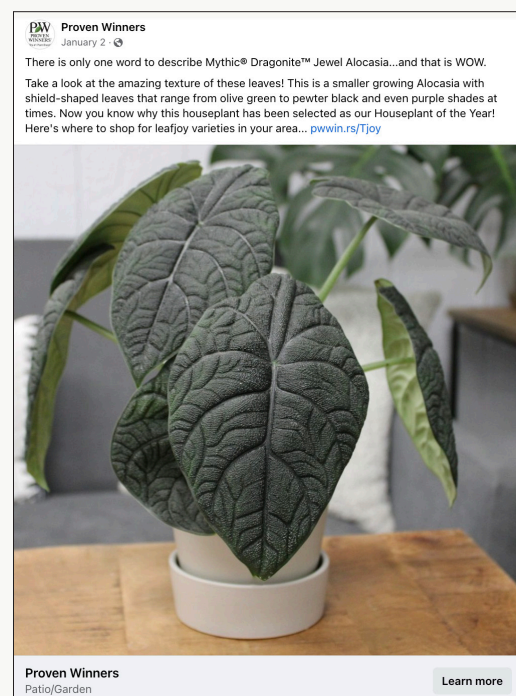 PW
PROVEN
WINNERS
Proven Winners
January 2 ·
There is only one word to describe Mythic® Dragonite™ Jewel Alocasia...and that is WOW.
Take a look at the amazing texture of these leaves! This is a smaller growing Alocasia with
shield-shaped leaves that range from olive green to pewter black and even purple shades at
times. Now you know why this houseplant has been selected as our Houseplant of the Year!
Here's where to shop for leafjoy varieties in your area... pwwin.rs/Tjoy
Proven Winners
Patio/Garden
Learn more